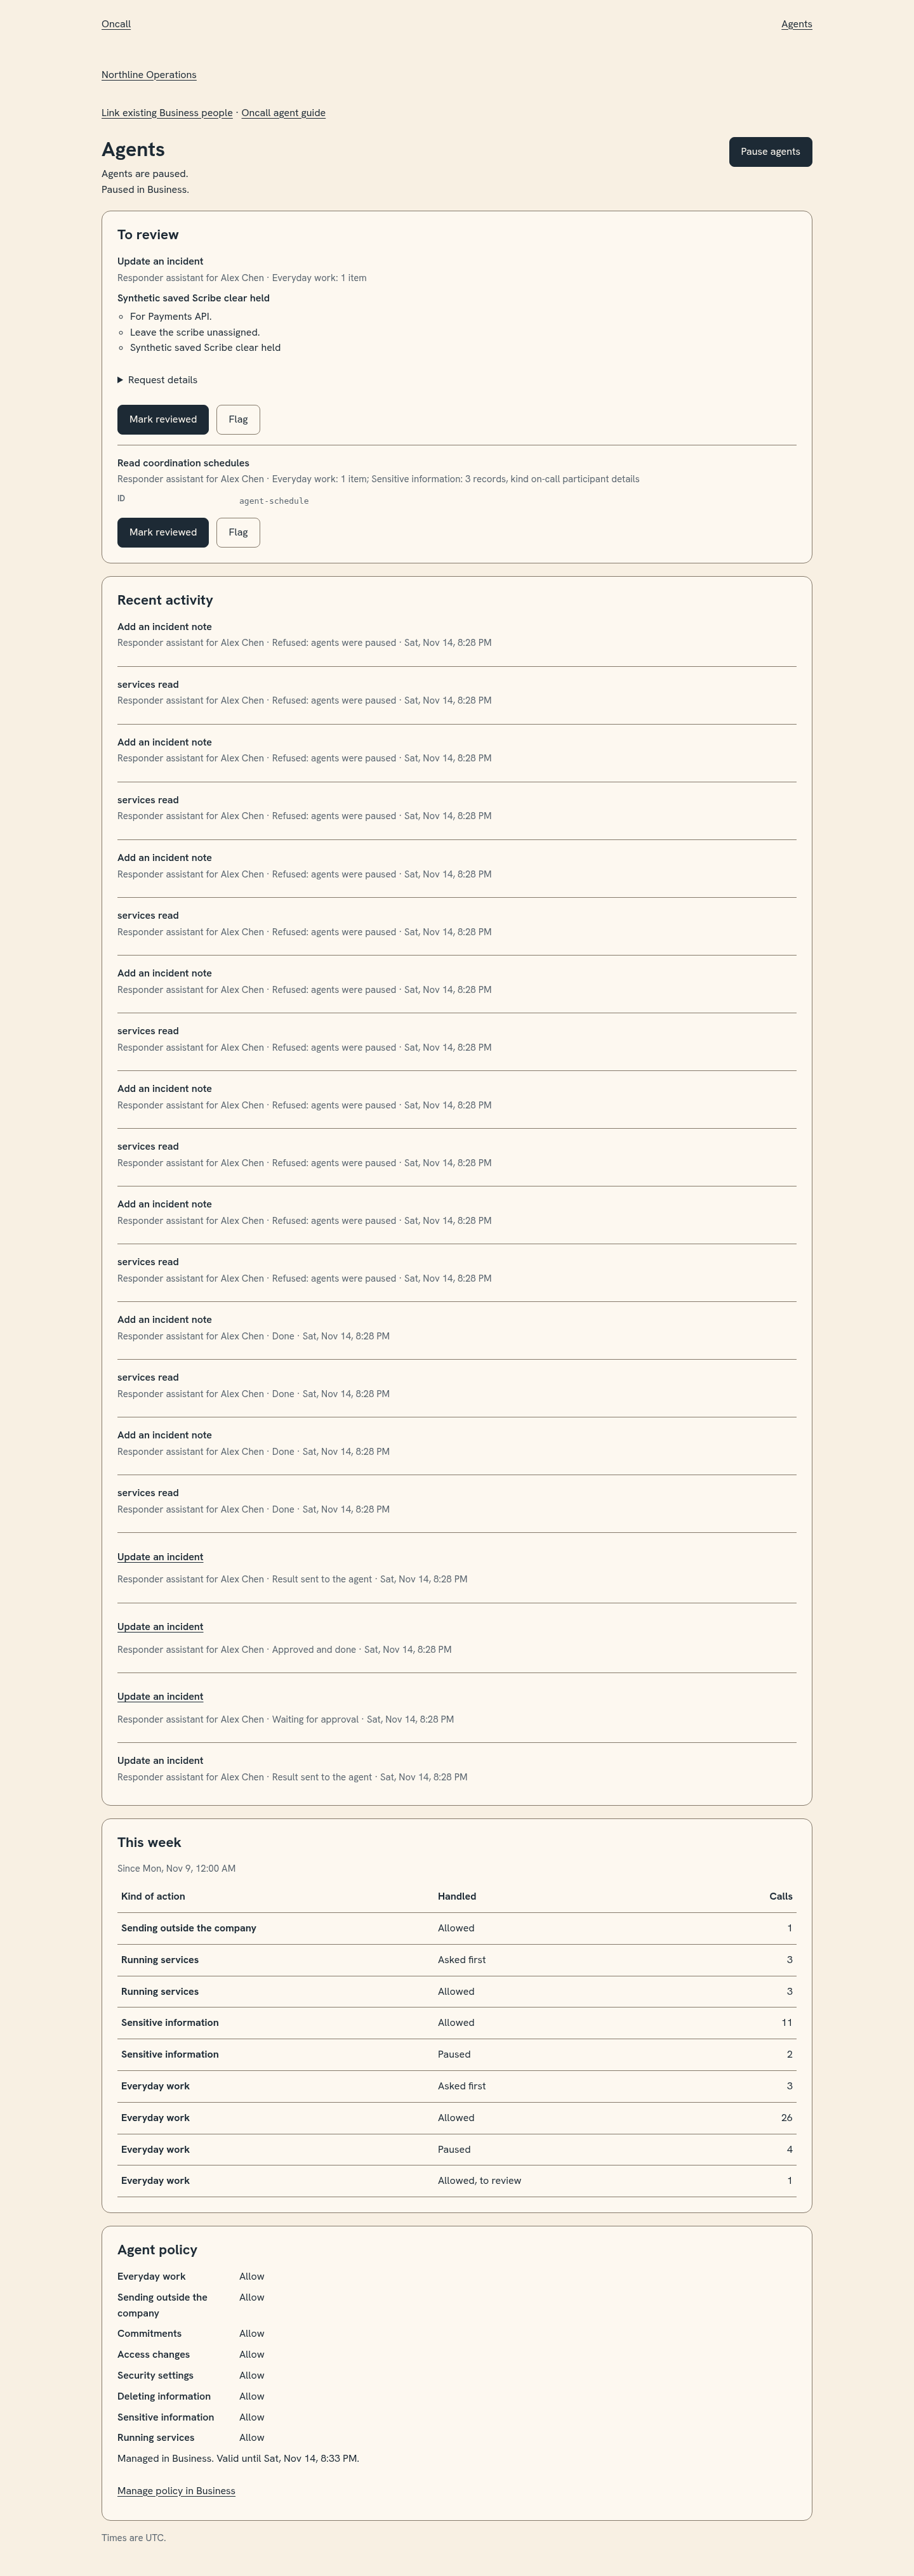 Oncall
Agents
Northline Operations
Link existing Business people · Oncall agent guide
Agents
Pause agents
Agents are paused.
Paused in Business.
To review
Update an incident
Responder assistant for Alex Chen · Everyday work: 1 item
Synthetic saved Scribe clear held
For Payments API.
Leave the scribe unassigned.
Synthetic saved Scribe clear held
Request details
Mark reviewed
Flag
Read coordination schedules
Responder assistant for Alex Chen · Everyday work: 1 item; Sensitive information: 3 records, kind on-call participant details
ID
agent-schedule
Mark reviewed
Flag
Recent activity
Add an incident note
Responder assistant for Alex Chen · Refused: agents were paused · Sat, Nov 14, 8:28 PM
services read
Responder assistant for Alex Chen · Refused: agents were paused · Sat, Nov 14, 8:28 PM
Add an incident note
Responder assistant for Alex Chen · Refused: agents were paused · Sat, Nov 14, 8:28 PM
services read
Responder assistant for Alex Chen · Refused: agents were paused · Sat, Nov 14, 8:28 PM
Add an incident note
Responder assistant for Alex Chen · Refused: agents were paused · Sat, Nov 14, 8:28 PM
services read
Responder assistant for Alex Chen · Refused: agents were paused · Sat, Nov 14, 8:28 PM
Add an incident note
Responder assistant for Alex Chen · Refused: agents were paused · Sat, Nov 14, 8:28 PM
services read
Responder assistant for Alex Chen · Refused: agents were paused · Sat, Nov 14, 8:28 PM
Add an incident note
Responder assistant for Alex Chen · Refused: agents were paused · Sat, Nov 14, 8:28 PM
services read
Responder assistant for Alex Chen · Refused: agents were paused · Sat, Nov 14, 8:28 PM
Add an incident note
Responder assistant for Alex Chen · Refused: agents were paused · Sat, Nov 14, 8:28 PM
services read
Responder assistant for Alex Chen · Refused: agents were paused · Sat, Nov 14, 8:28 PM
Add an incident note
Responder assistant for Alex Chen · Done · Sat, Nov 14, 8:28 PM
services read
Responder assistant for Alex Chen · Done · Sat, Nov 14, 8:28 PM
Add an incident note
Responder assistant for Alex Chen · Done · Sat, Nov 14, 8:28 PM
services read
Responder assistant for Alex Chen · Done · Sat, Nov 14, 8:28 PM
Update an incident
Responder assistant for Alex Chen · Result sent to the agent · Sat, Nov 14, 8:28 PM
Update an incident
Responder assistant for Alex Chen · Approved and done · Sat, Nov 14, 8:28 PM
Update an incident
Responder assistant for Alex Chen · Waiting for approval · Sat, Nov 14, 8:28 PM
Update an incident
Responder assistant for Alex Chen · Result sent to the agent · Sat, Nov 14, 8:28 PM
This week
Since Mon, Nov 9, 12:00 AM
Kind of action Handled Calls
Sending outside the company Allowed 1
Running services Asked first 3
Running services Allowed 3
Sensitive information Allowed 11
Sensitive information Paused 2
Everyday work Asked first 3
Everyday work Allowed 26
Everyday work Paused 4
Everyday work Allowed, to review 1
Agent policy
Everyday work Allow
Sending outside the Allow
company
Commitments Allow
Access changes Allow
Security settings Allow
Deleting information Allow
Sensitive information Allow
Running services Allow
Managed in Business. Valid until Sat, Nov 14, 8:33 PM.
Manage policy in Business
Times are UTC.